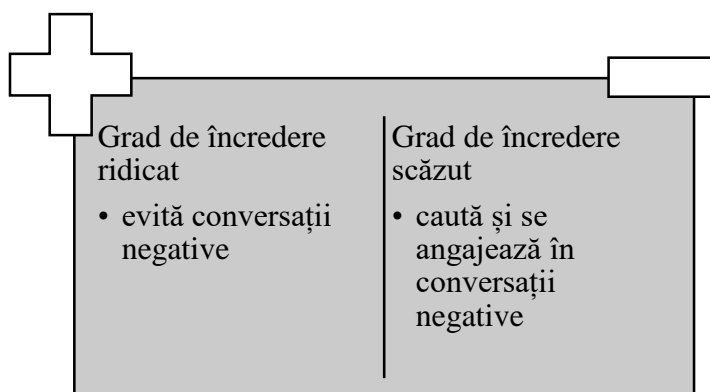 Grad de încredere
ridicat
• evită conversații
negative
Grad de încredere
scăzut
• caută și se
angajează în
conversații
negative